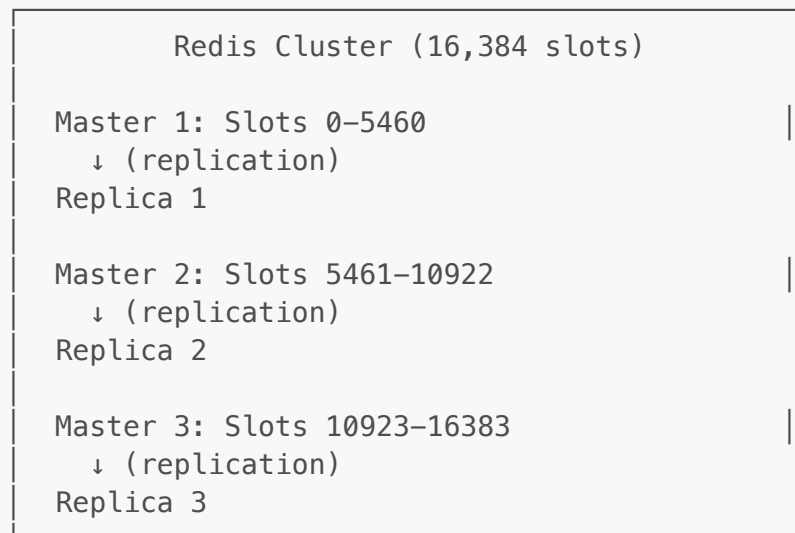 Redis Cluster (16,384 slots)
Master 1: Slots 0–5460
↓ (replication)
Replica 1
Master 2: Slots 5461–10922
↓ (replication)
Replica 2
Master 3: Slots 10923–16383
↓ (replication)
Replica 3